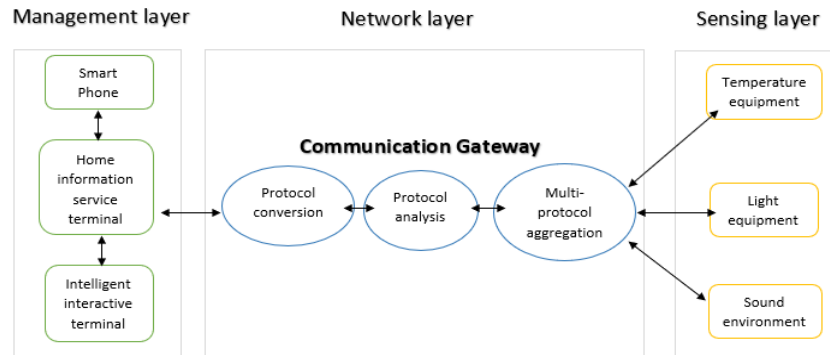 Management layer
Network layer
Sensing layer
Smart
Phone
Home
information
service
terminal
Intelligent
interactive
terminal
Communication Gateway
Protocol
conversion
Protocol
analysis
Multi-
protocol
aggregation
Temperature
equipment
Light
equipment
Sound
environment